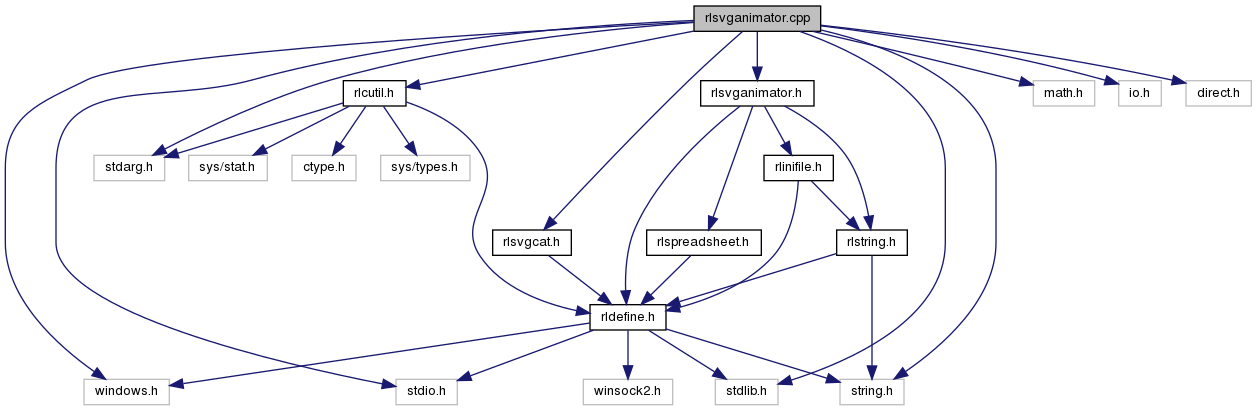 rlsvganimator.cpp
rlcutil.h
rlsvganimator.h
math.h
io.h
direct.h
stdarg.h
sys/stat.h
ctype.h
sys/types.h
rlinifile.h
rlsvgcat.h
rlspreadsheet.h
rlstring.h
rldefine.h
windows.h
stdio.h
winsock2.h
stdlib.h
string.h